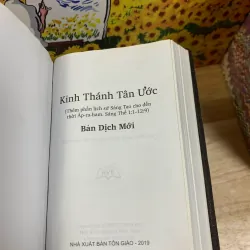 Kinh Thánh Tân Ước
(Thêm phần lịch sử Sáng Tạo cho đến
thời Áp-ra-ham. Sáng Thế 1:1-12:9)
Bản Dịch Mới
NHÀ XUẤT BẢN TÔN GIÁO - 2019